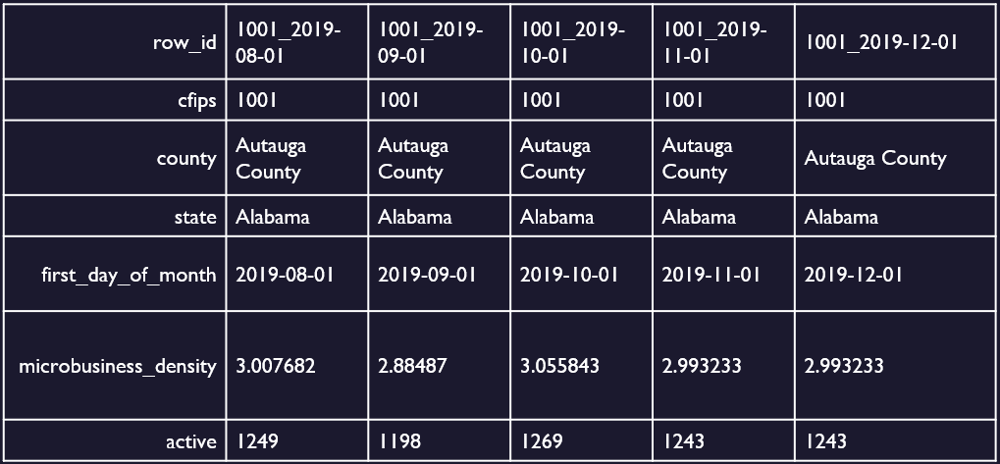 row_id 1001_2019-08-01 1001_2019-09-01 1001_2019-10-01 1001_2019-11-01 1001_2019-12-01
cfips 1001 1001 1001 1001 1001
county Autauga County Autauga County Autauga County Autauga County Autauga County
state Alabama Alabama Alabama Alabama Alabama
first_day_of_month 2019-08-01 2019-09-01 2019-10-01 2019-11-01 2019-12-01
microbusiness_density 3.007682 2.88487 3.055843 2.993233 2.993233
active 1249 1198 1269 1243 1243